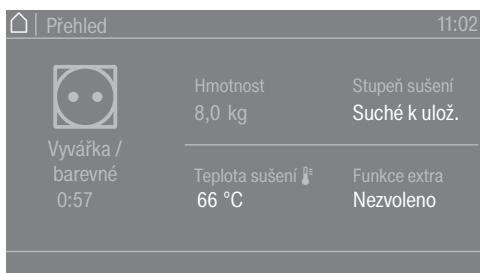 Přehled 11:02
Vyvářka /
barevné
0:57
Hmotnost
8,0 kg
Stupeň sušení
Suché k ulož.
Teplota sušení
66 °C
Funkce extra
Nezvoleno